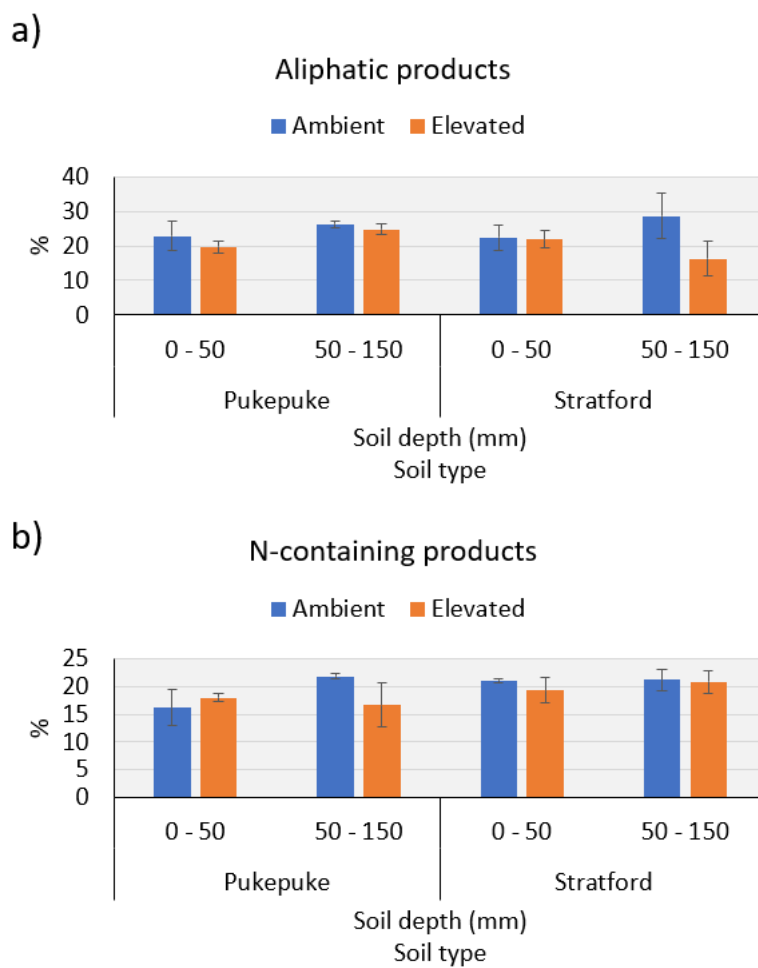 a)
Aliphatic products
Ambient Elevated
40
30
20
10
0
%
0 - 50 50 - 150 0 - 50 50 - 150
Pukepuke Stratford
Soil depth (mm)
Soil type
b)
N-containing products
Ambient Elevated
25
20
15
10
5
0
%
0 - 50 50 - 150 0 - 50 50 - 150
Pukepuke Stratford
Soil depth (mm)
Soil type